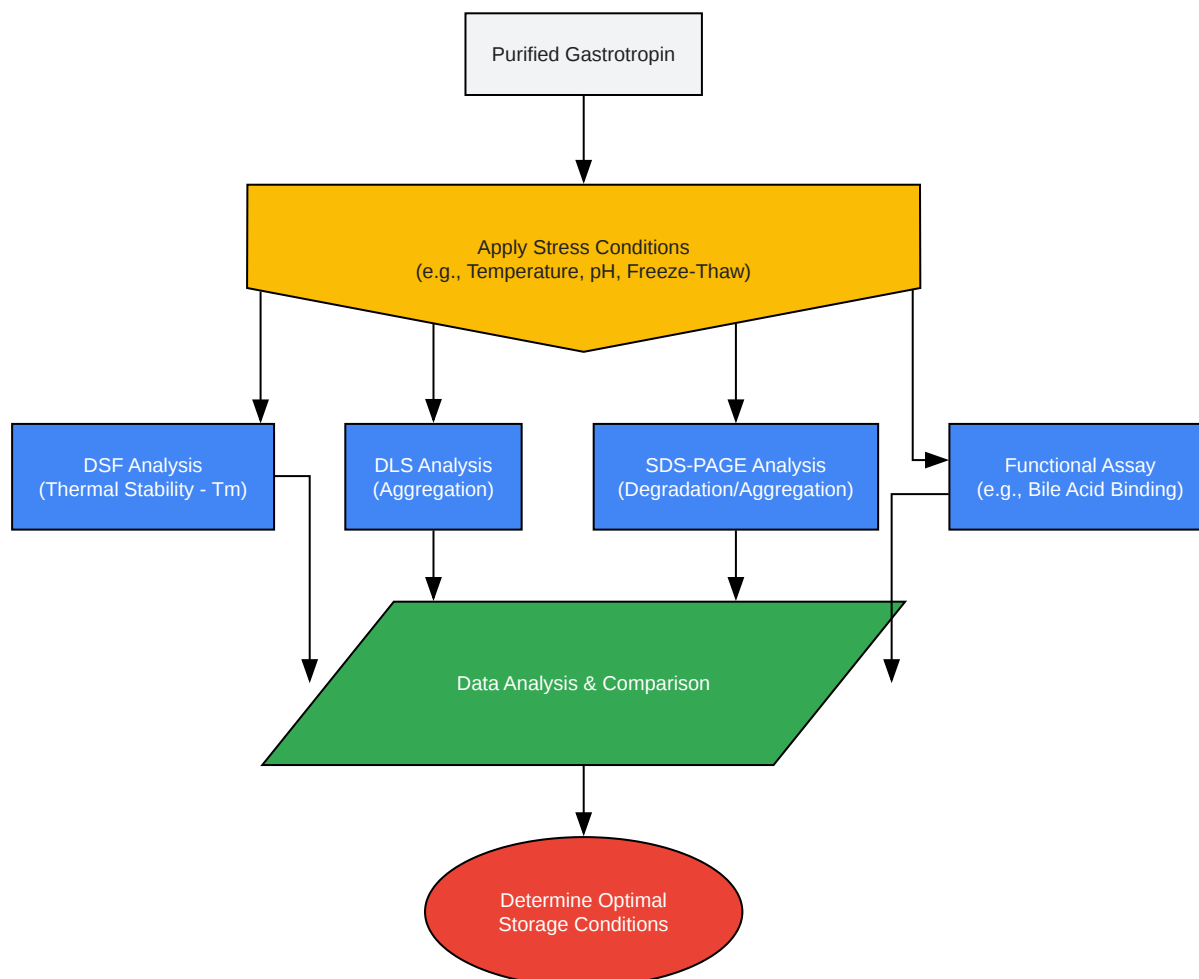 Purified Gastrotropin
Apply Stress Conditions
(e.g., Temperature, pH, Freeze-Thaw)
DSF Analysis
(Thermal Stability - Tm)
DLS Analysis
(Aggregation)
SDS-PAGE Analysis
(Degradation/Aggregation)
Functional Assay
(e.g., Bile Acid Binding)
Data Analysis & Comparison
Determine Optimal
Storage Conditions